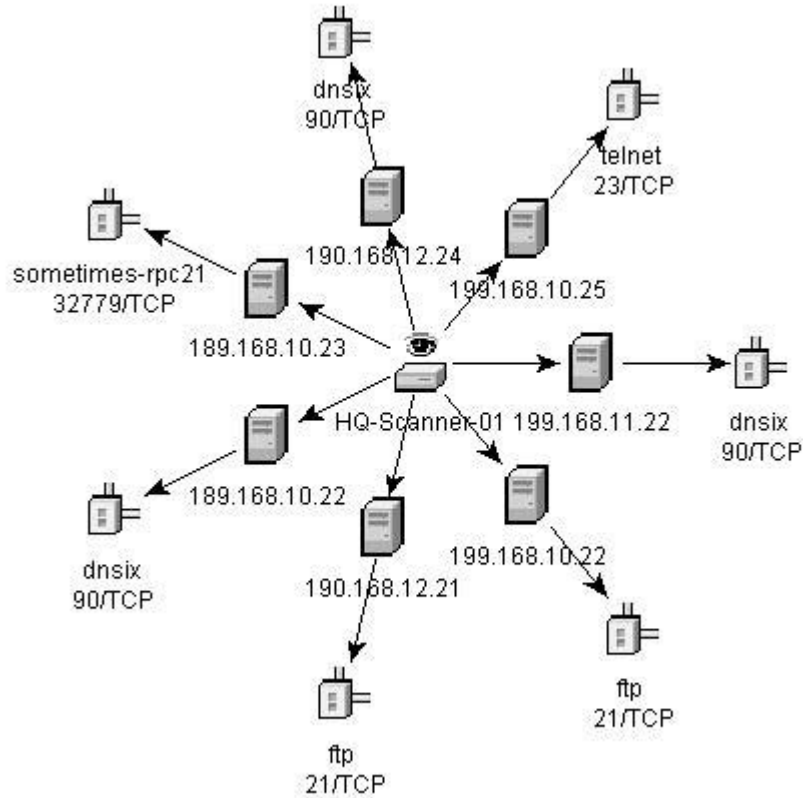 dnsix
90/TCP
telnet
23/TCP
190.168.12.24
199.168.10.25
sometimes-rpc21
32779/TCP
189.168.10.23
HQ-Scanner-01
199.168.11.22
dnsix
90/TCP
189.168.10.22
dnsix
90/TCP
190.168.12.21
199.168.10.22
ftp
21/TCP
ftp
21/TCP